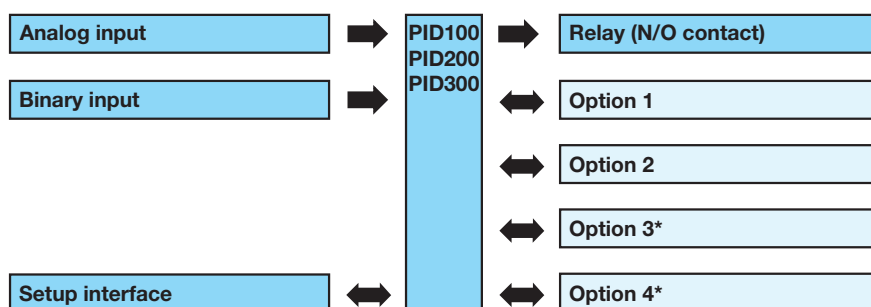 Analog input
PID100
PID200
PID300
Relay (N/O contact)
Binary input
Option 1
Option 2
Option 3*
Setup interface
Option 4*